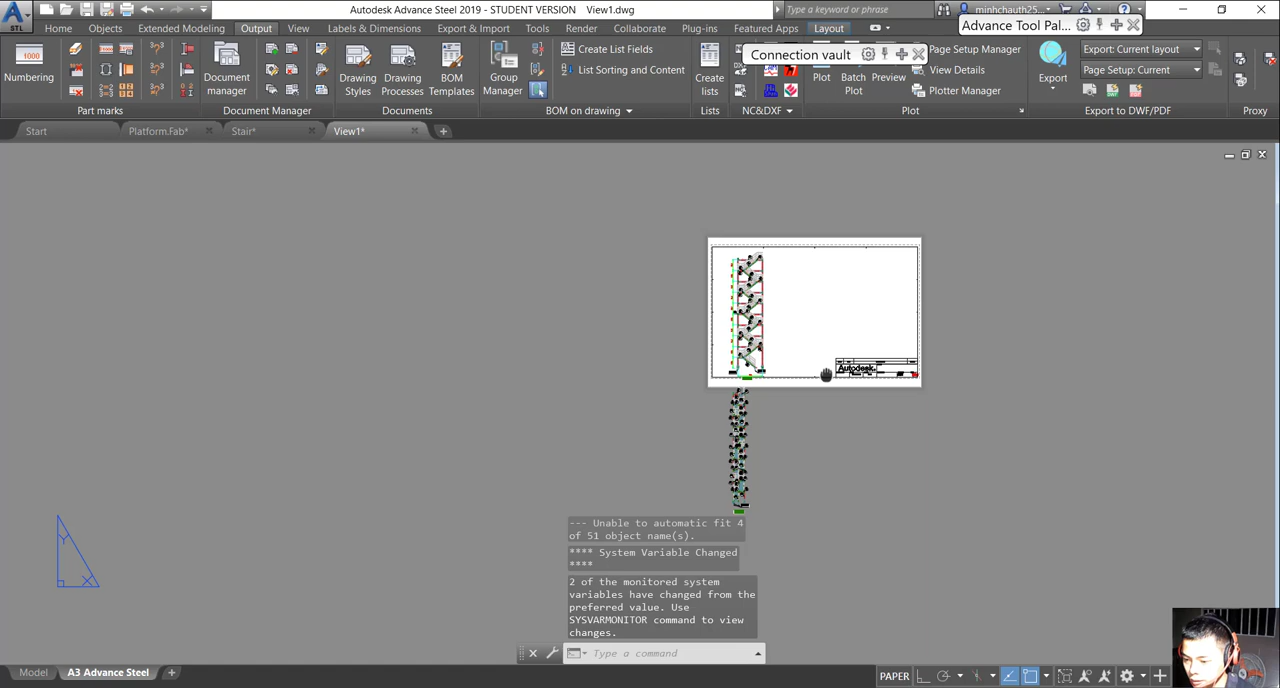 Autodesk Advance Steel 2019 - STUDENT VERSION View1.dwg
Type a keyword or phrase
minhchauth25...
STL
Home Objects Extended Modeling Output View Labels & Dimensions Export & Import Tools Render Collaborate Plug-ins Featured Apps Layout
Advance Tool Pal...
Connection vault
1000
Numbering
Part marks
Document
manager
Document Manager
Drawing
Styles
Drawing
Processes
BOM
Templates
Documents
Group
Manager
Create List Fields
List Sorting and Content
BOM on drawing
Create
lists
Lists
NC&DXF
Plot
Batch
Plot
Preview
Page Setup Manager
View Details
Plotter Manager
Plot
Export
Export: Current layout
Page Setup: Current
Export to DWF/PDF
Proxy
Start
Platform.Fab*
Stair*
View1*
Autodesk
Y
X
--- Unable to automatic fit 4
of 51 object name(s).
**** System Variable Changed
****
2 of the monitored system
variables have changed from the
preferred value. Use
SYSVARMONITOR command to view
changes.
Type a command
Model
A3 Advance Steel
PAPER